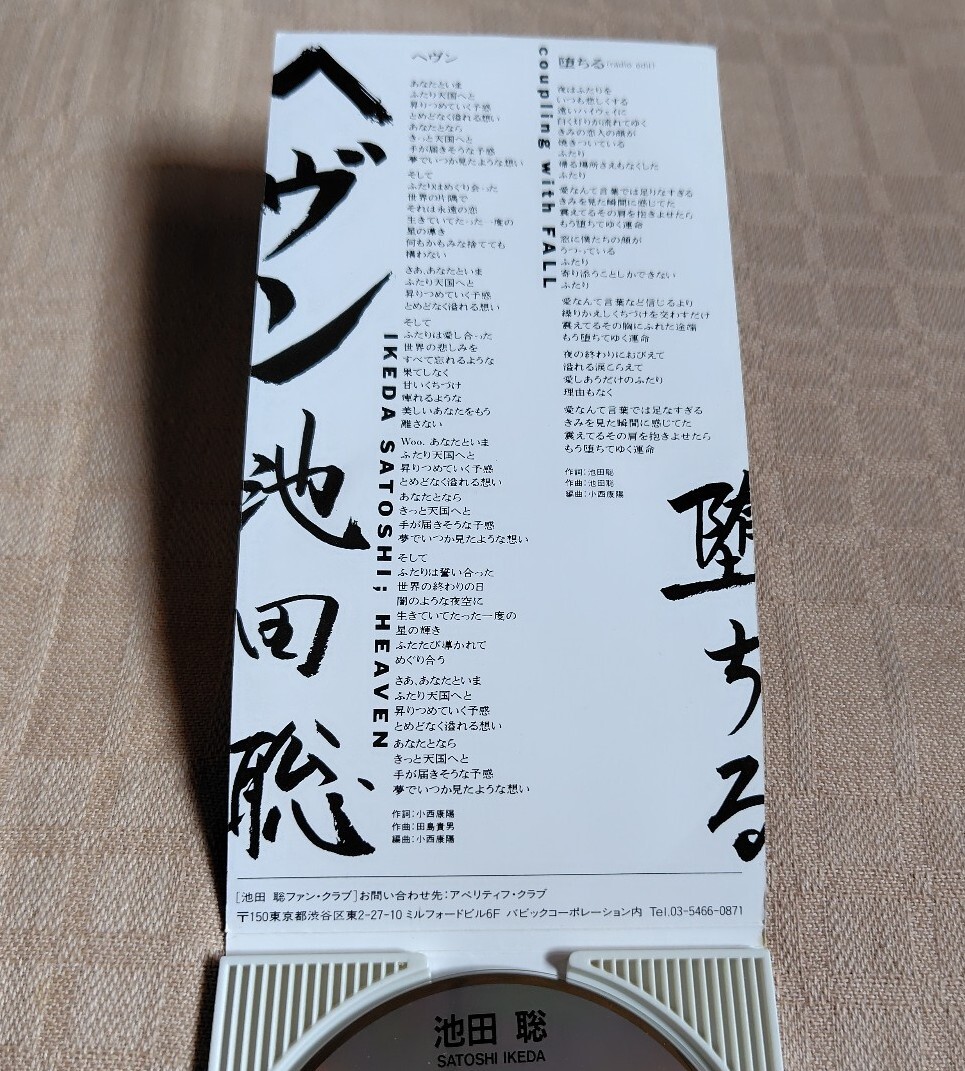 ヘヴン
池田聡
IKEDA SATOSHI; HEAVEN
ヘヴン
あなたといま
ふたり天国へと
昇りつめていく予感
とめどなく溢れる想い
あなたとなら
きっと天国へと
手が届きそうな予感
夢でいつか見たような想い
そして
ふたりはめぐり会った
世界の片隅で
それは永遠の恋
生きていてたった一度の
星の導き
何もかもみな捨てても
構わない
さあ、あなたといま
ふたり天国へと
昇りつめていく予感
とめどなく溢れる想い
そして
ふたりは愛し合った
世界の悲しみを
すべて忘れるような
果てしなく
甘いくちづけ
痺れるような
美しいあなたをもう
離さない
Woo. あなたといま
ふたり天国へと
昇りつめていく予感
とめどなく溢れる想い
あなたとなら
きっと天国へと
手が届きそうな予感
夢でいつか見たような想い
そして
ふたりは誓い合った
世界の終わりの日
闇のような夜空に
生きていてたった一度の
星の輝き
ふたたび導かれて
めぐり合う
さあ、あなたといま
ふたり天国へと
昇りつめていく予感
とめどなく溢れる想い
あなたとなら
きっと天国へと
手が届きそうな予感
夢でいつか見たような想い
作詞：小西康陽
作曲：田島貴男
編曲：小西康陽
coupling with FALL
堕ちる(radio edit)
夜はふたりを
いつも悲しくする
遠いハイウェイに
白く灯りが流れてゆく
きみの恋人の顔が
焼きついている
ふたり
帰る場所さえもなくした
ふたり
愛なんて言葉では足りなすぎる
きみを見た瞬間に感じてた
震えてるその肩を抱きよせたら
もう堕ちてゆく運命
窓に僕たちの顔が
うつっている
ふたり
寄り添うことしかできない
ふたり
愛なんて言葉など信じるより
繰りかえしくちづけを交わすだけ
震えてるその胸にふれた途端
もう堕ちてゆく運命
夜の終わりにおびえて
溢れる涙こらえて
愛しあうだけのふたり
理由もなく
愛なんて言葉では足なすぎる
きみを見た瞬間に感じてた
震えてるその肩を抱きよせたら
もう堕ちてゆく運命
作詞：池田聡
作曲：池田聡
編曲：小西康陽
堕ちる
[池田 聡ファン・クラブ]お問い合わせ先：アペリティフ・クラブ
〒150東京都渋谷区東2-27-10 ミルフォードビル6F バビックコーポレーション内 Tel.03-5466-0871
池田 聡
SATOSHI IKEDA